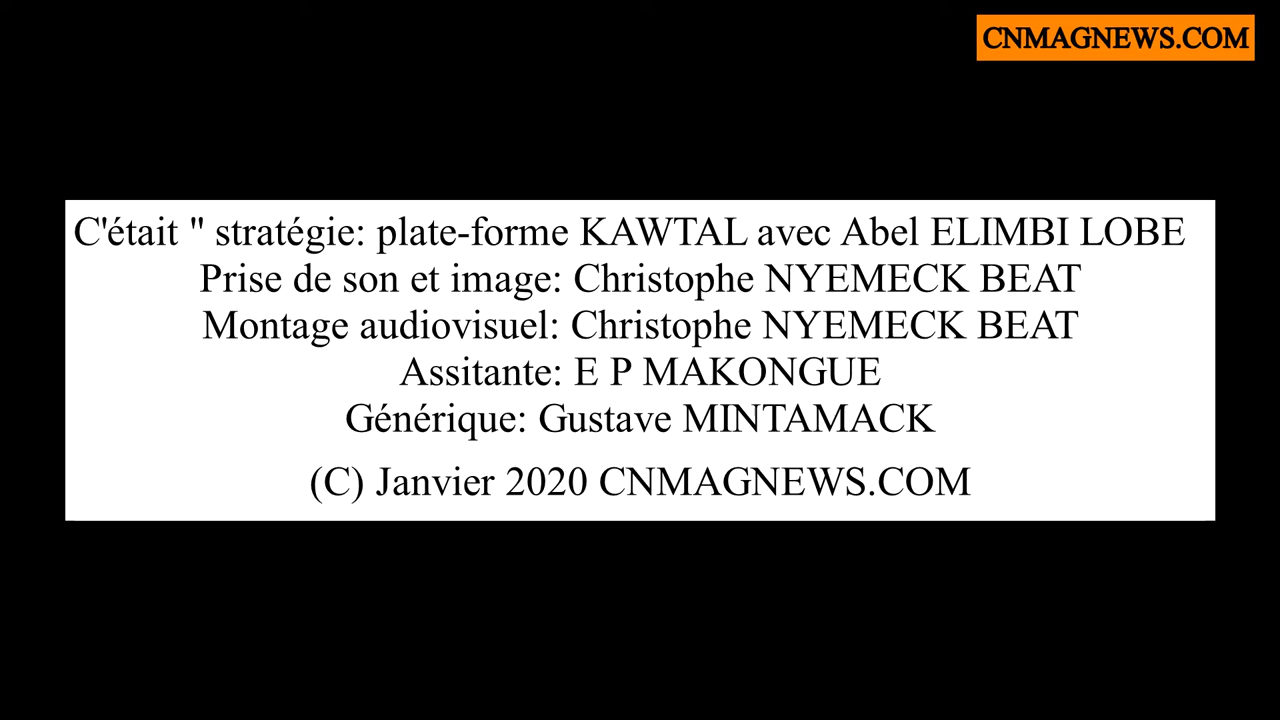 CNMAGNEWS.COM
C'était " stratégie: plate-forme KAWTAL avec Abel ELIMBI LOBE
Prise de son et image: Christophe NYEMECK BEAT
Montage audiovisuel: Christophe NYEMECK BEAT
Assitante: E P MAKONGUE
Générique: Gustave MINTAMACK
(C) Janvier 2020 CNMAGNEWS.COM